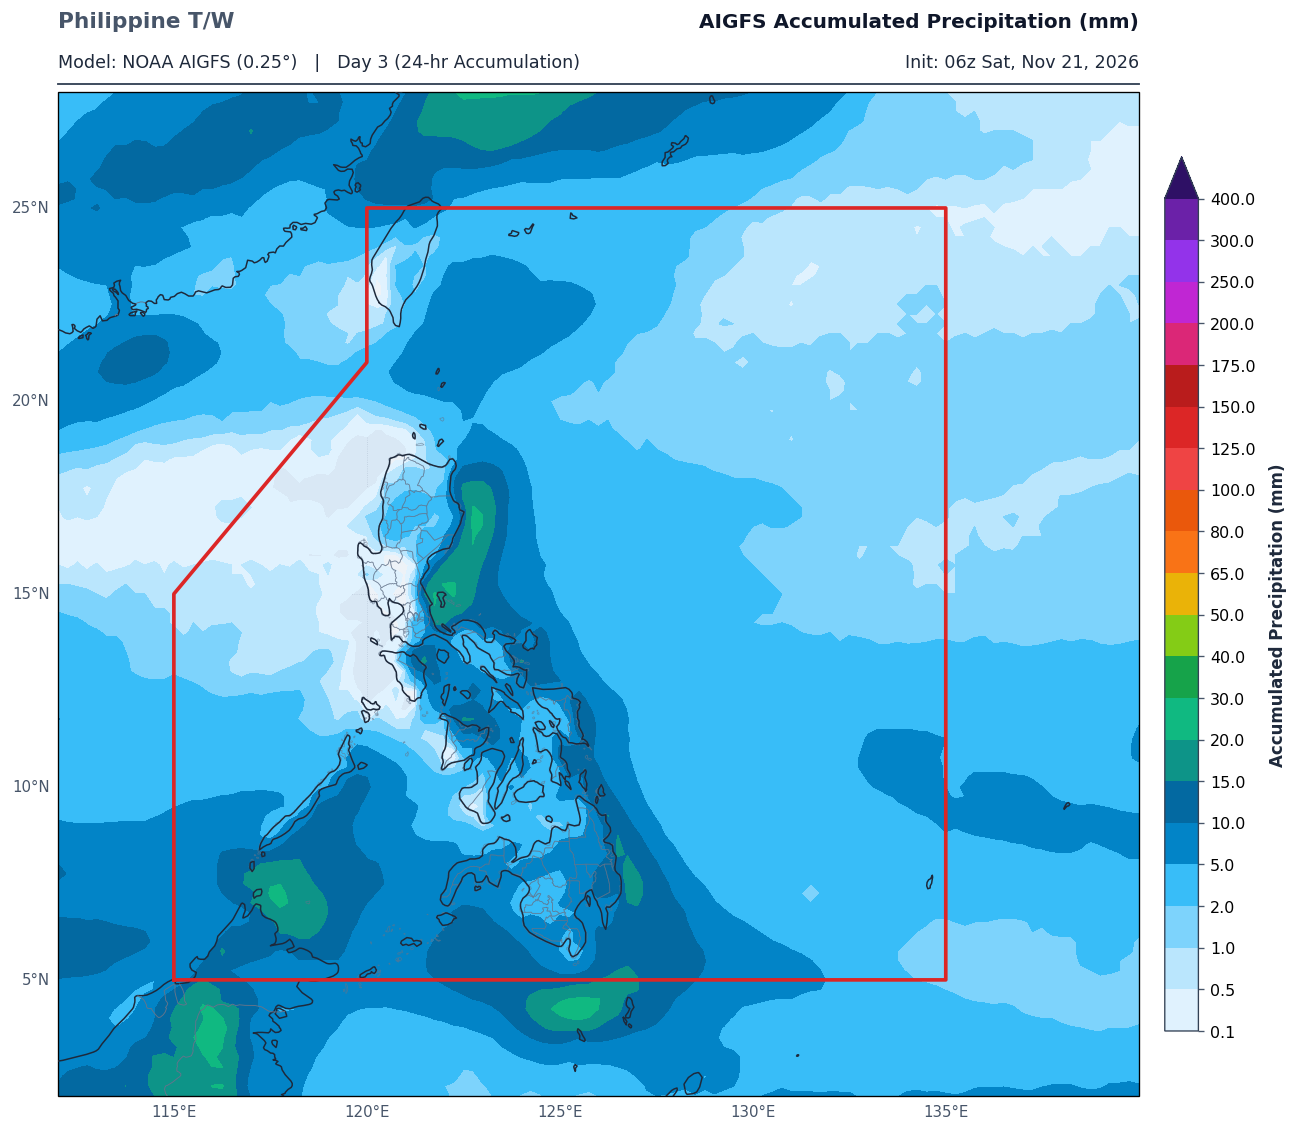 Philippine T/W
AIGFS Accumulated Precipitation (mm)
Model: NOAA AIGFS (0.25°)   |   Day 3 (24-hr Accumulation)
Init: 06z Sat, Nov 21, 2026
25°N
20°N
15°N
10°N
5°N
115°E
120°E
125°E
130°E
135°E
400.0
300.0
250.0
200.0
175.0
150.0
125.0
100.0
80.0
65.0
50.0
40.0
30.0
20.0
15.0
10.0
5.0
2.0
1.0
0.5
0.1
Accumulated Precipitation (mm)